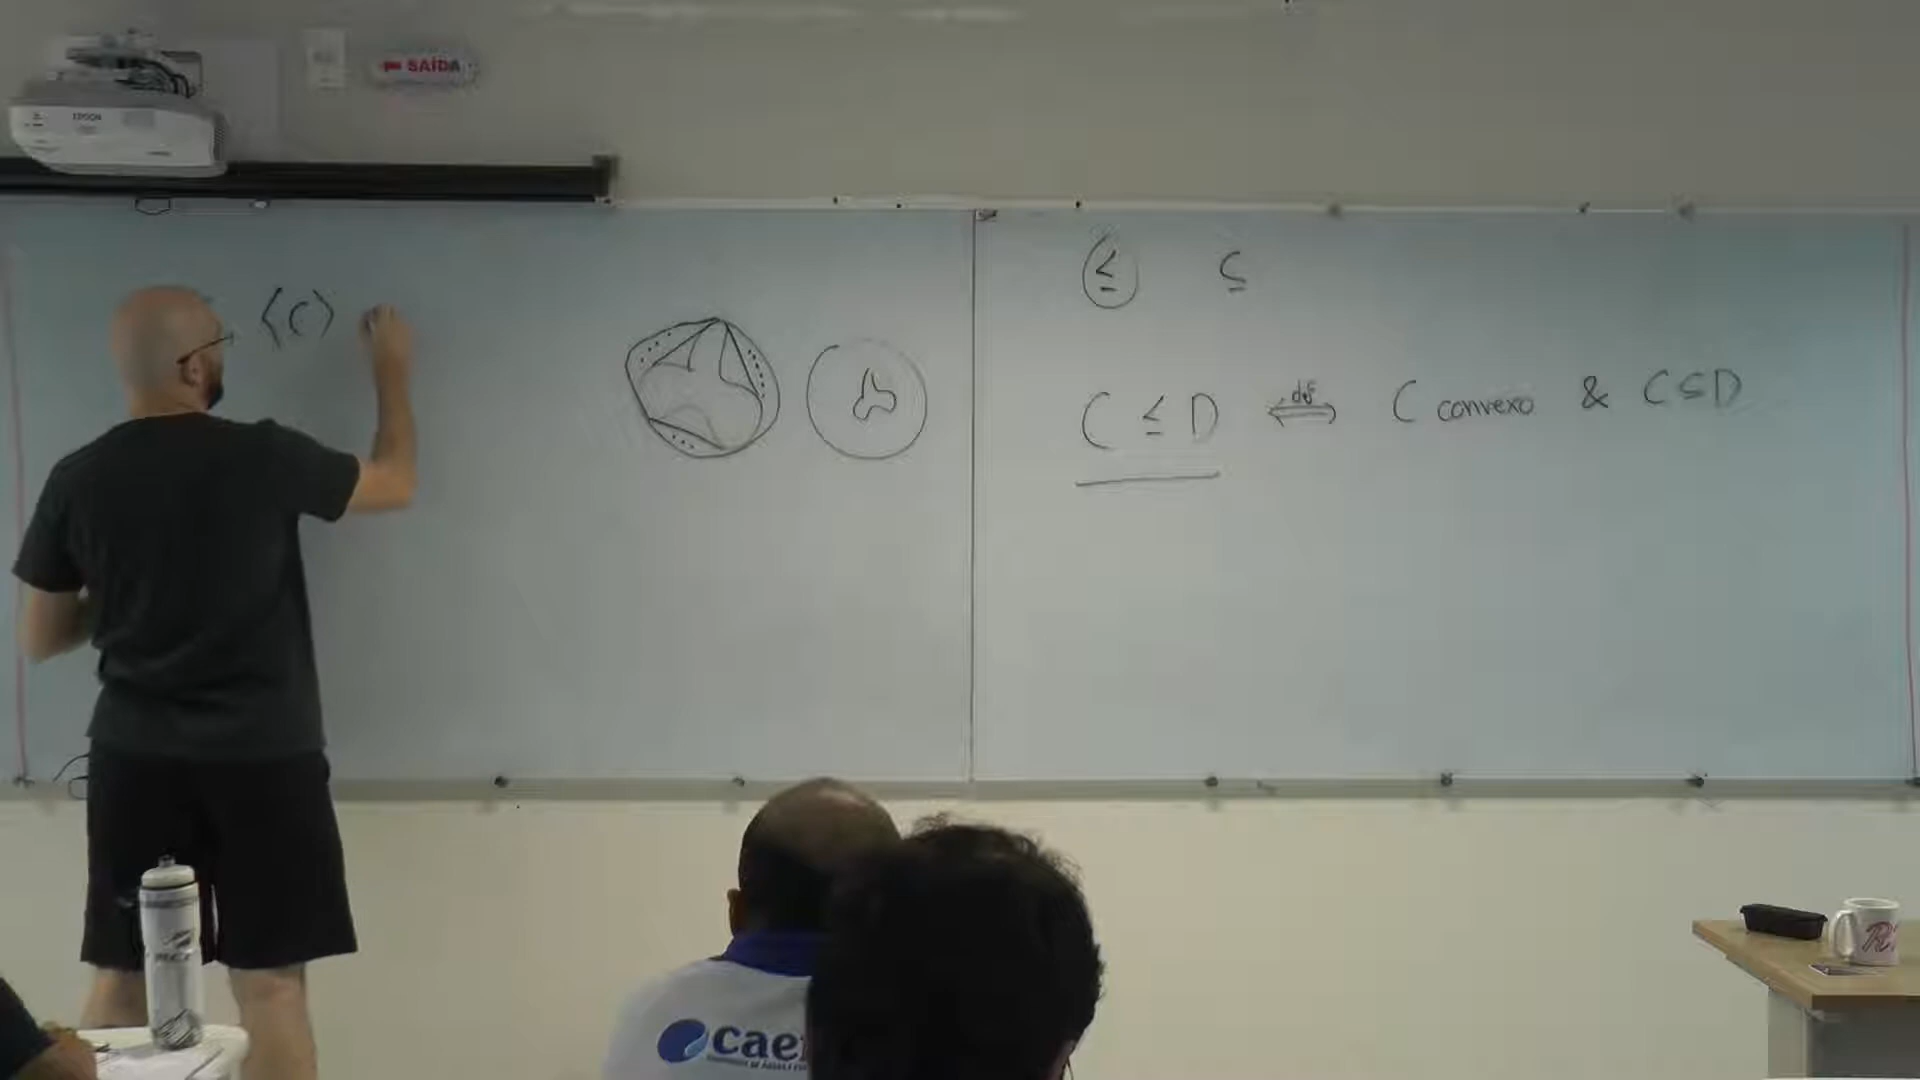 SAÍDA
EPSON
⟨C⟩
≤ ⊆
C ≤ D ⟺ def C convexo & C ⊆ D
cae